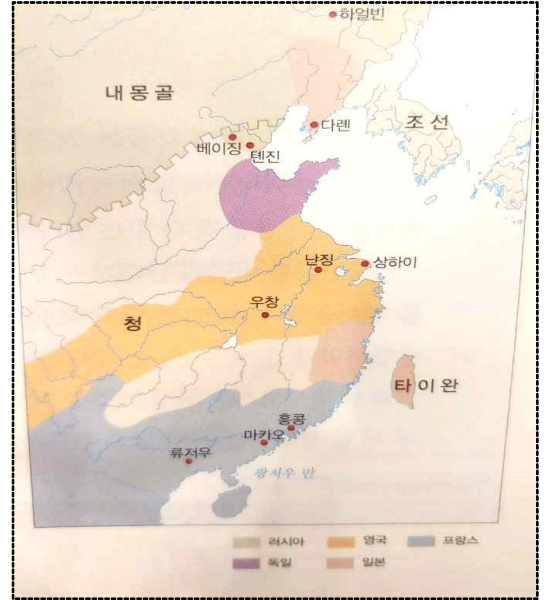 하얼빈
내몽골
조선
다롄
베이징
톈진
난징
상하이
우창
청
타이완
홍콩
마카오
류저우
광저우 만
러시아
영국
프랑스
독일
일본